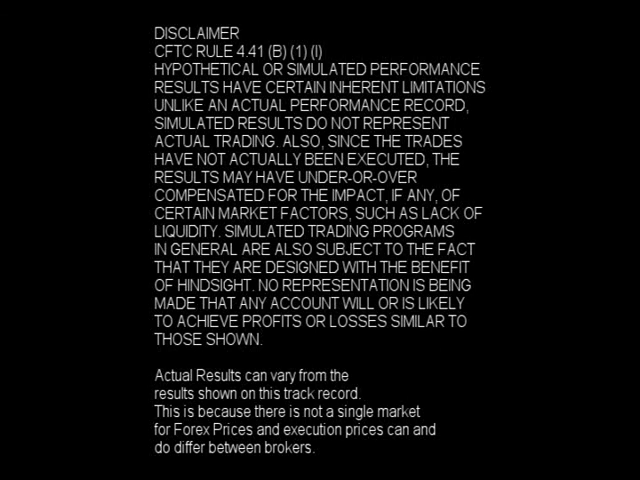 DISCLAIMER
CFTC RULE 4.41 (B) (1) (I)
HYPOTHETICAL OR SIMULATED PERFORMANCE
RESULTS HAVE CERTAIN INHERENT LIMITATIONS
UNLIKE AN ACTUAL PERFORMANCE RECORD,
SIMULATED RESULTS DO NOT REPRESENT
ACTUAL TRADING. ALSO, SINCE THE TRADES
HAVE NOT ACTUALLY BEEN EXECUTED, THE
RESULTS MAY HAVE UNDER-OR-OVER
COMPENSATED FOR THE IMPACT, IF ANY, OF
CERTAIN MARKET FACTORS, SUCH AS LACK OF
LIQUIDITY. SIMULATED TRADING PROGRAMS
IN GENERAL ARE ALSO SUBJECT TO THE FACT
THAT THEY ARE DESIGNED WITH THE BENEFIT
OF HINDSIGHT. NO REPRESENTATION IS BEING
MADE THAT ANY ACCOUNT WILL OR IS LIKELY
TO ACHIEVE PROFITS OR LOSSES SIMILAR TO
THOSE SHOWN.
Actual Results can vary from the
results shown on this track record.
This is because there is not a single market
for Forex Prices and execution prices can and
do differ between brokers.